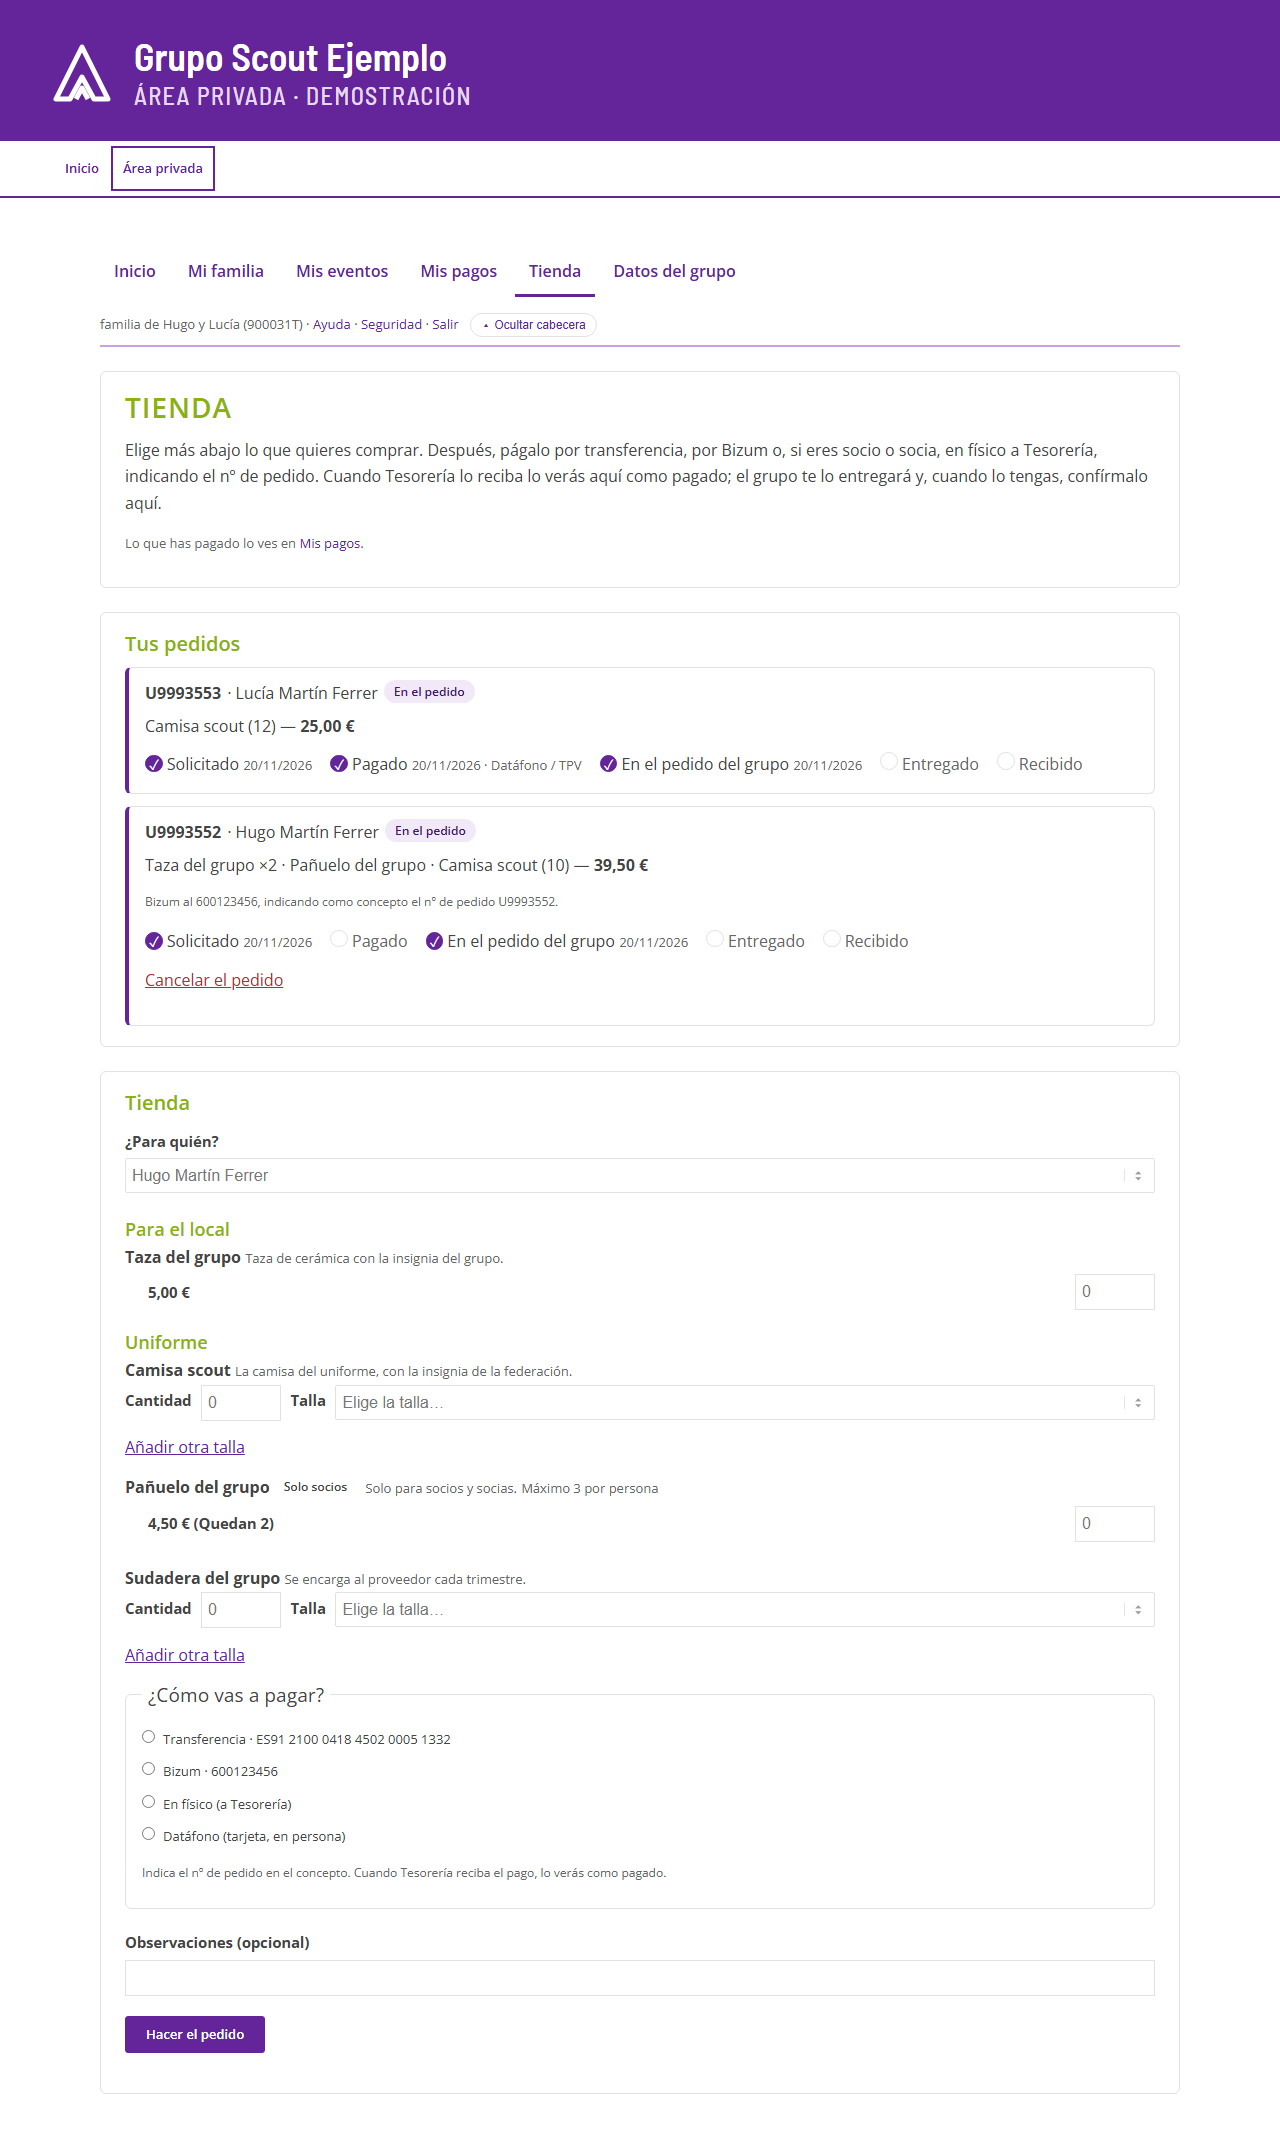 Grupo Scout Ejemplo
ÁREA PRIVADA · DEMOSTRACIÓN
Inicio Área privada
Inicio Mi familia Mis eventos Mis pagos Tienda Datos del grupo
familia de Hugo y Lucía (900031T) · Ayuda · Seguridad · Salir ▲ Ocultar cabecera
TIENDA
Elige más abajo lo que quieres comprar. Después, págalo por transferencia, por Bizum o, si eres socio o socia, en físico a Tesorería,
indicando el nº de pedido. Cuando Tesorería lo reciba lo verás aquí como pagado; el grupo te lo entregará y, cuando lo tengas, confírmalo
aquí.
Lo que has pagado lo ves en Mis pagos.
Tus pedidos
U9993553 · Lucía Martín Ferrer En el pedido
Camisa scout (12) — 25,00 €
✓ Solicitado 20/11/2026 ✓ Pagado 20/11/2026 · Datáfono / TPV ✓ En el pedido del grupo 20/11/2026 Entregado Recibido
U9993552 · Hugo Martín Ferrer En el pedido
Taza del grupo ×2 · Pañuelo del grupo · Camisa scout (10) — 39,50 €
Bizum al 600123456, indicando como concepto el nº de pedido U9993552.
✓ Solicitado 20/11/2026 Pagado ✓ En el pedido del grupo 20/11/2026 Entregado Recibido
Cancelar el pedido
Tienda
¿Para quién?
Hugo Martín Ferrer
Para el local
Taza del grupo Taza de cerámica con la insignia del grupo.
5,00 € 0
Uniforme
Camisa scout La camisa del uniforme, con la insignia de la federación.
Cantidad 0 Talla Elige la talla…
Añadir otra talla
Pañuelo del grupo Solo socios Solo para socios y socias. Máximo 3 por persona
4,50 € (Quedan 2) 0
Sudadera del grupo Se encarga al proveedor cada trimestre.
Cantidad 0 Talla Elige la talla…
Añadir otra talla
¿Cómo vas a pagar?
Transferencia · ES91 2100 0418 4502 0005 1332
Bizum · 600123456
En físico (a Tesorería)
Datáfono (tarjeta, en persona)
Indica el nº de pedido en el concepto. Cuando Tesorería reciba el pago, lo verás como pagado.
Observaciones (opcional)
Hacer el pedido